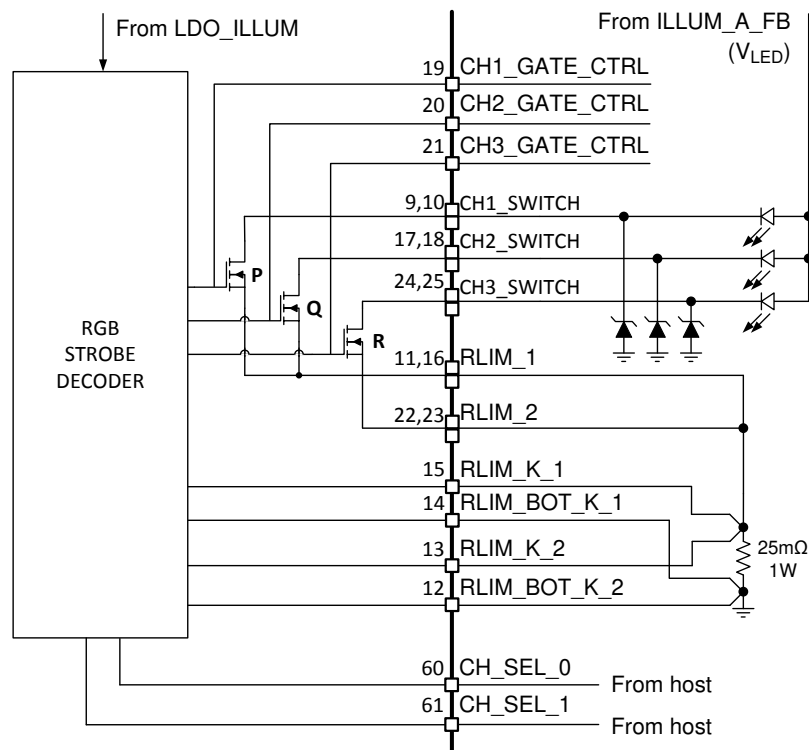 From LDO_ILLUM
From ILLUM_A_FB
(VLED)
19 CH1_GATE_CTRL
20 CH2_GATE_CTRL
21 CH3_GATE_CTRL
9,10 CH1_SWITCH
17,18 CH2_SWITCH
24,25 CH3_SWITCH
P
Q
R
RGB
STROBE
DECODER
11,16 RLIM_1
22,23 RLIM_2
15 RLIM_K_1
14 RLIM_BOT_K_1
13 RLIM_K_2
12 RLIM_BOT_K_2
25mΩ
1W
60 CH_SEL_0
From host
61 CH_SEL_1
From host